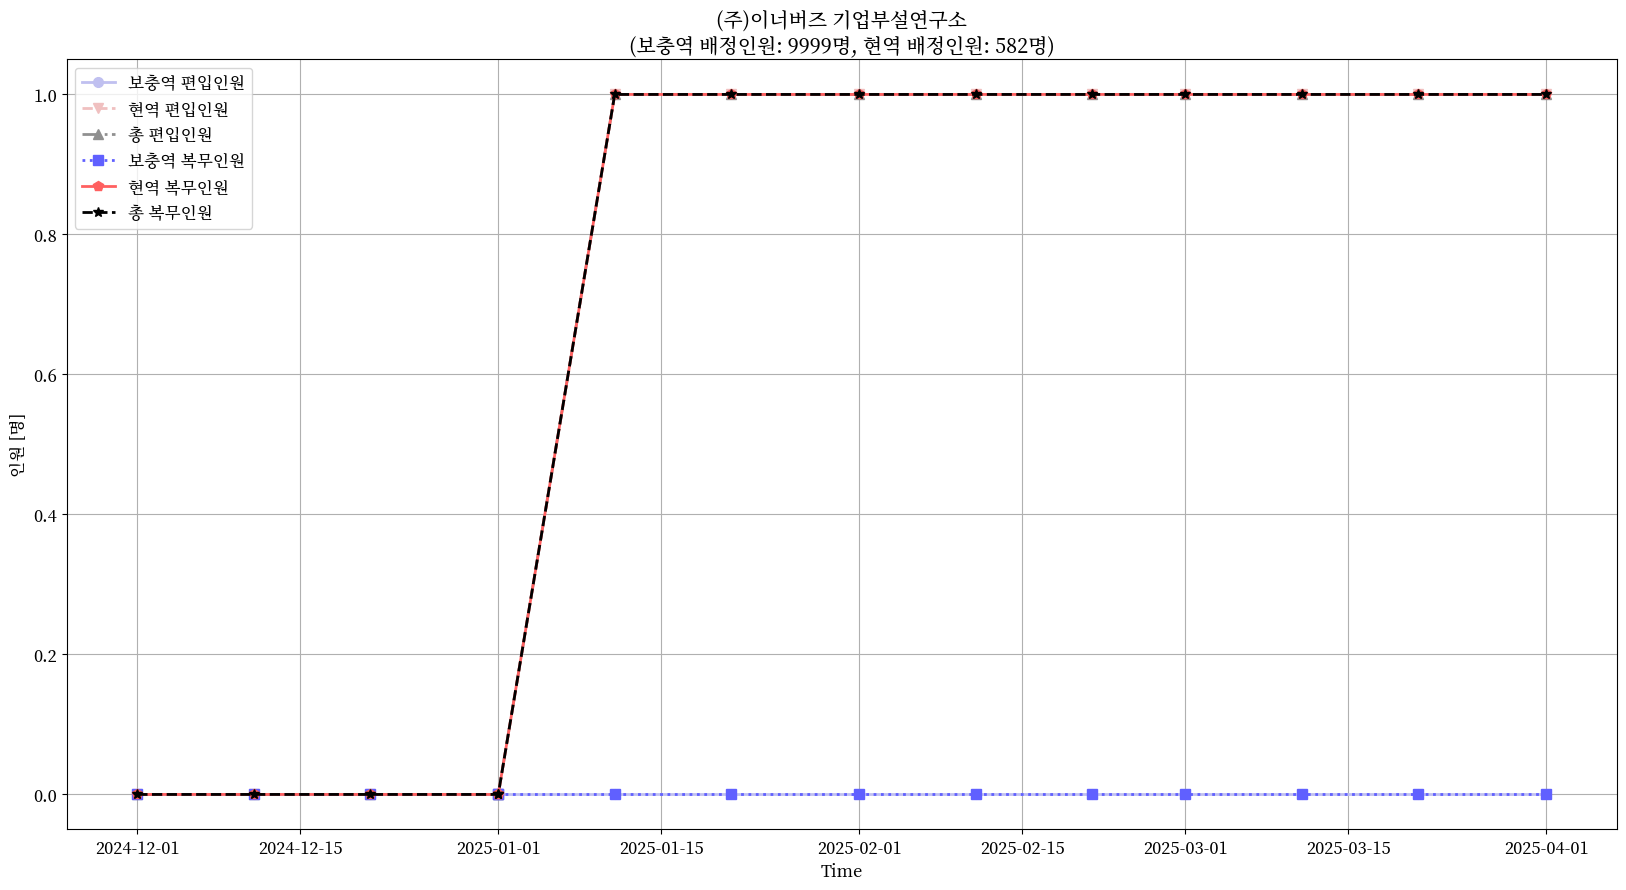 (주)이너버즈 기업부설연구소
(보충역 배정인원: 9999명, 현역 배정인원: 582명)
보충역 편입인원
현역 편입인원
총 편입인원
보충역 복무인원
현역 복무인원
총 복무인원
인원 [명]
1.0
0.8
0.6
0.4
0.2
0.0
2024-12-01
2024-12-15
2025-01-01
2025-01-15
2025-02-01
2025-02-15
2025-03-01
2025-03-15
2025-04-01
Time